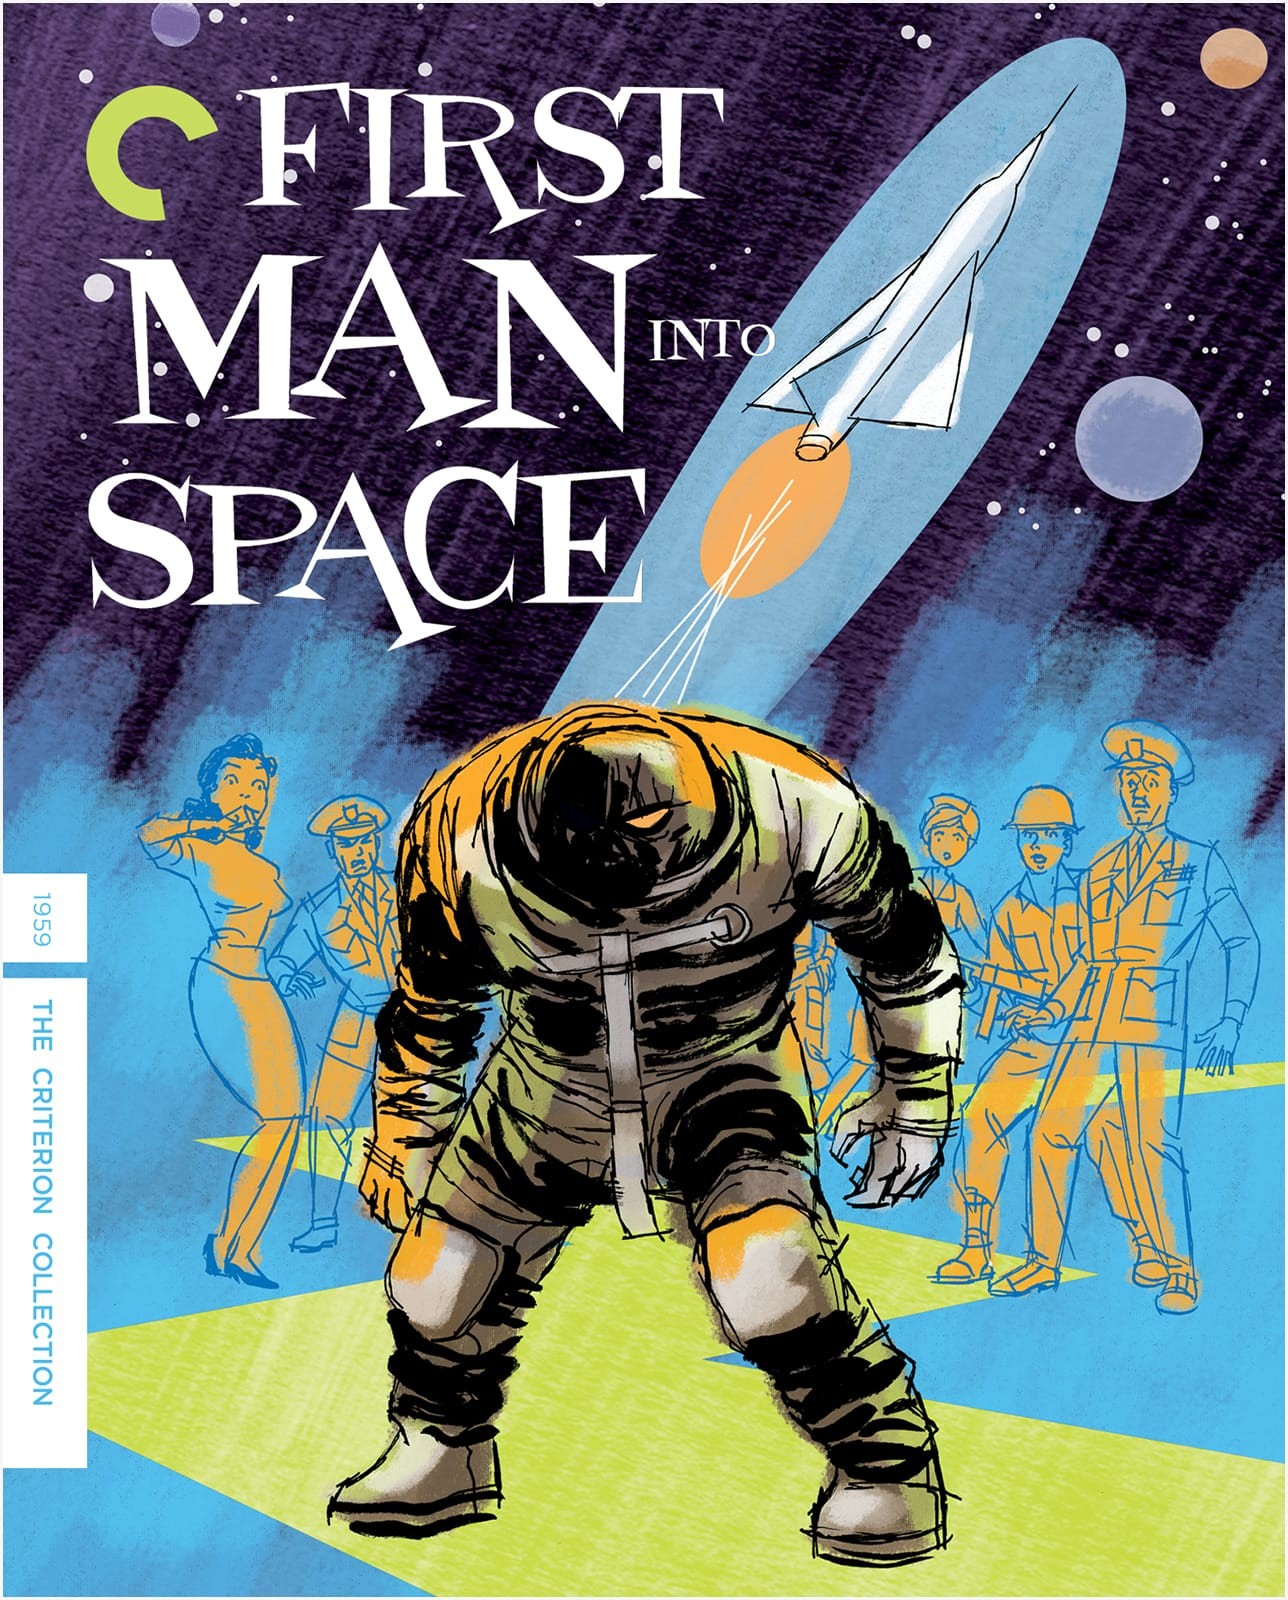 FIRST
MAN INTO
SPACE
1959
THE CRITERION COLLECTION